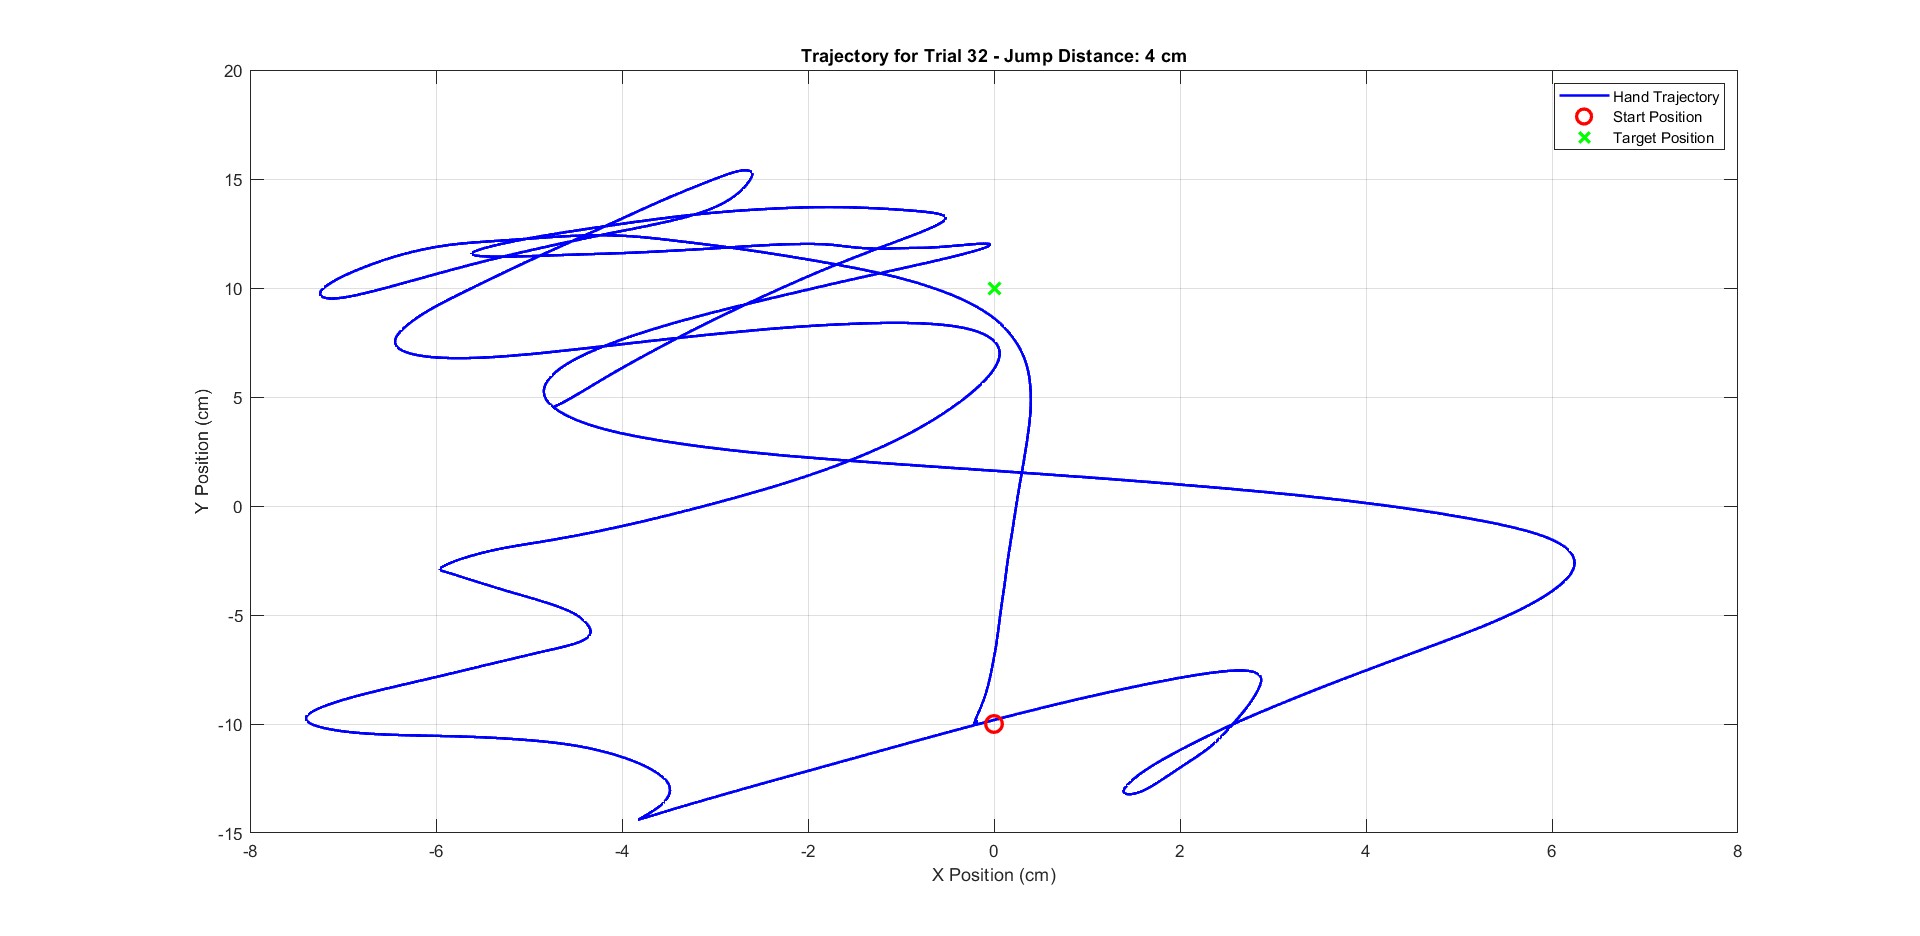 Trajectory for Trial 32 - Jump Distance: 4 cm
Hand Trajectory
Start Position
Target Position
20
15
10
5
0
-5
-10
-15
Y Position (cm)
-8 -6 -4 -2 0 2 4 6 8
X Position (cm)